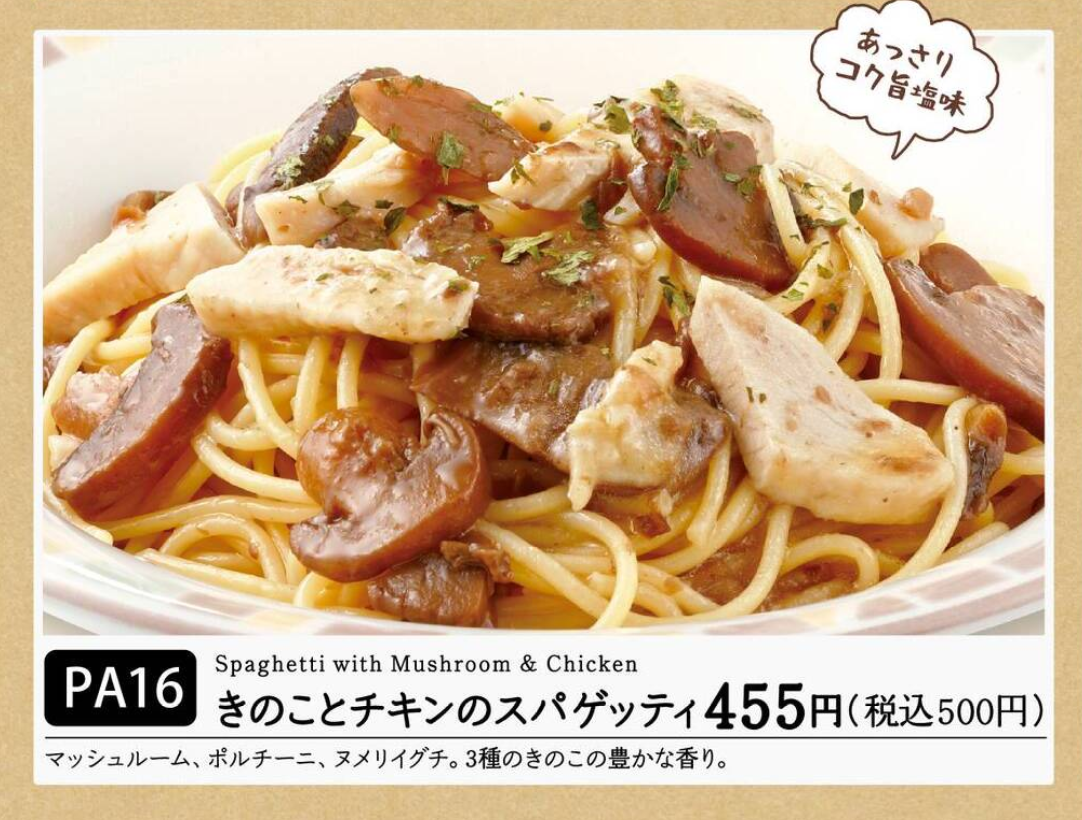 あっさり
コク旨塩味
PA16
Spaghetti with Mushroom & Chicken
きのことチキンのスパゲッティ455円(税込500円)
マッシュルーム、ポルチーニ、ヌメリイグチ。3種のきのこの豊かな香り。